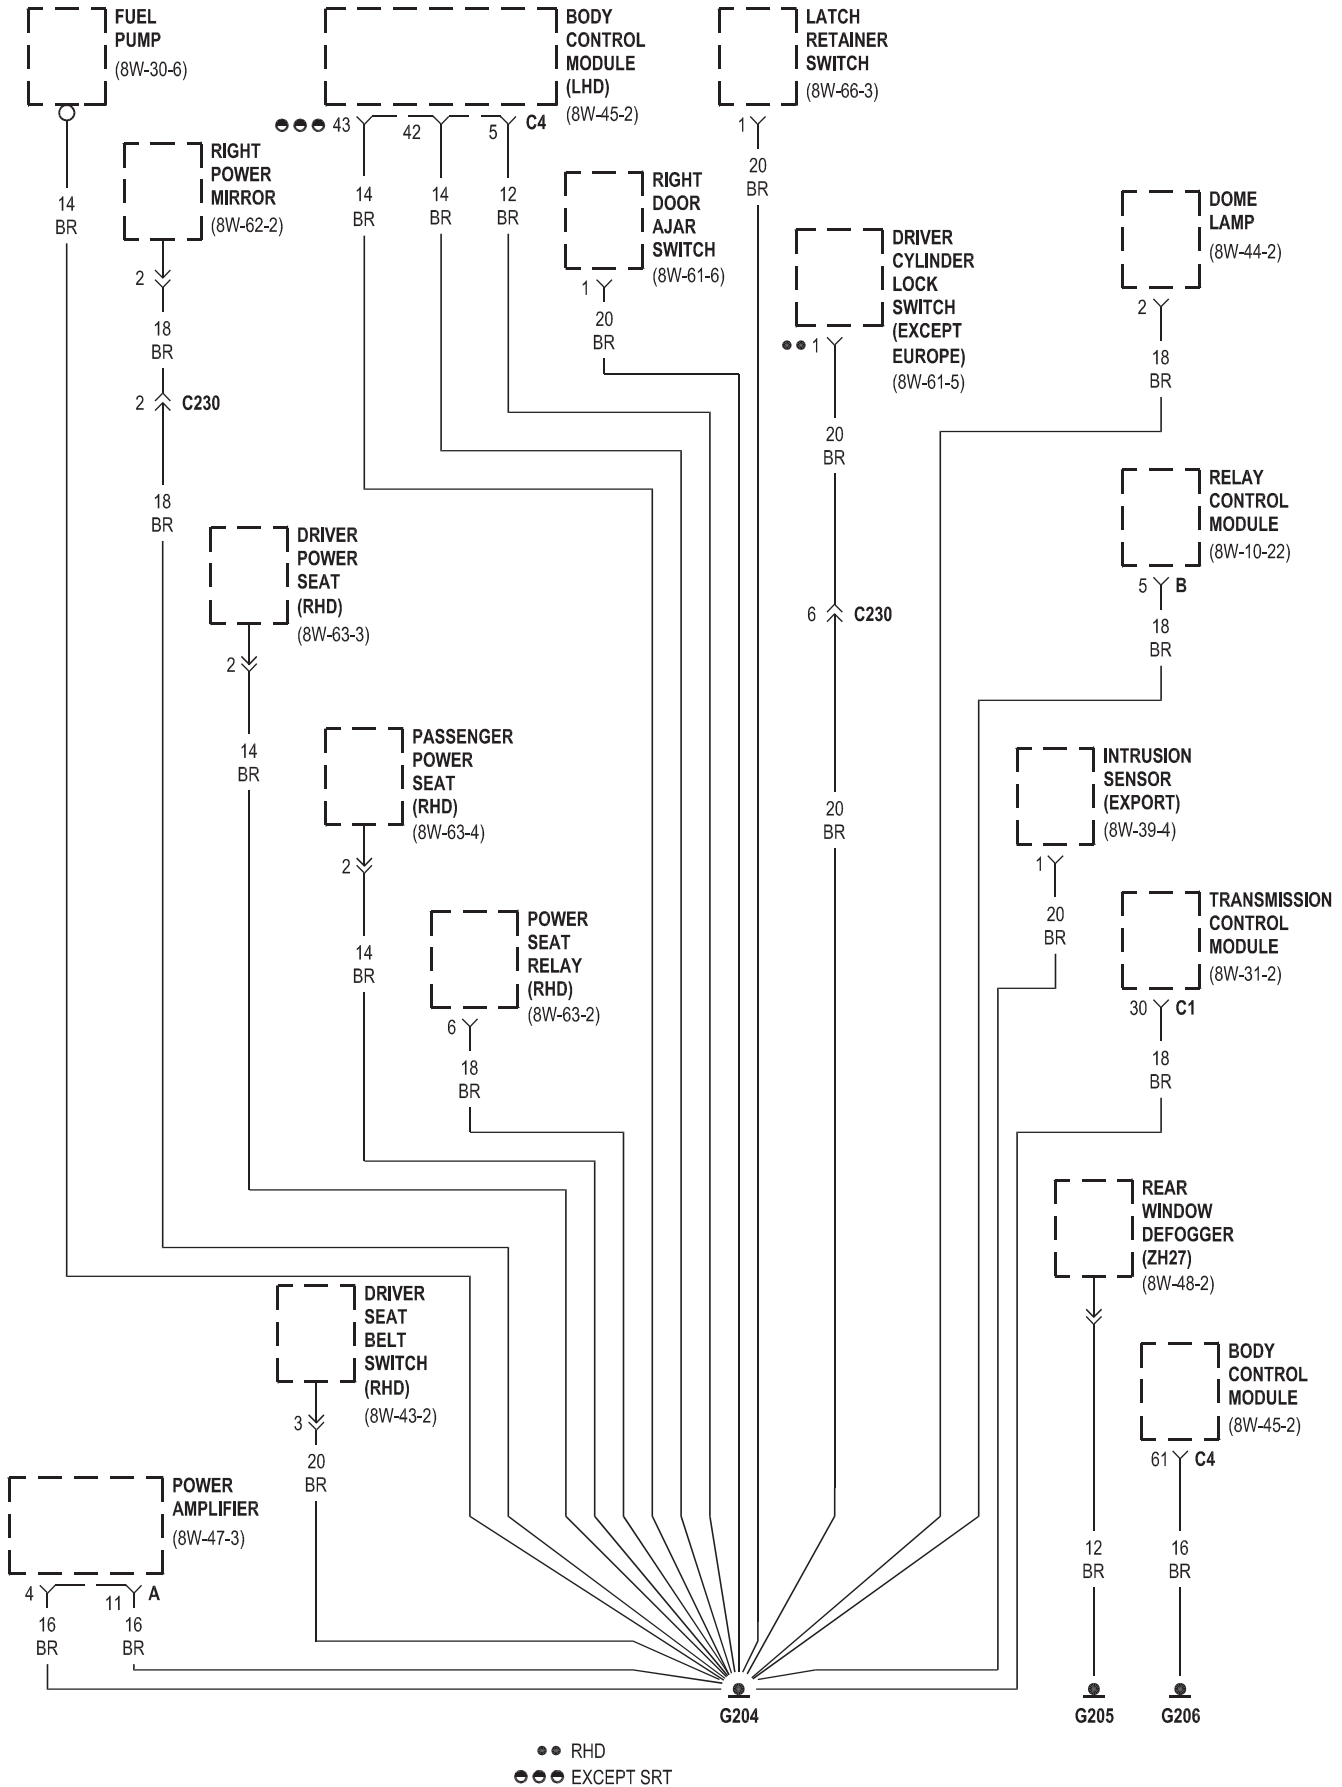 FUEL
PUMP
(8W-30-6)
BODY
CONTROL
MODULE
(LHD)
(8W-45-2)
LATCH
RETAINER
SWITCH
(8W-66-3)
43
42
5
C4
1
14
BR
RIGHT
POWER
MIRROR
(8W-62-2)
14
BR
14
BR
12
BR
RIGHT
DOOR
AJAR
SWITCH
(8W-61-6)
20
BR
DRIVER
CYLINDER
LOCK
SWITCH
(EXCEPT
EUROPE)
(8W-61-5)
DOME
LAMP
(8W-44-2)
2
18
BR
1
20
BR
1
2
18
BR
2
C230
20
BR
18
BR
RELAY
CONTROL
MODULE
(8W-10-22)
DRIVER
POWER
SEAT
(RHD)
(8W-63-3)
5
B
18
BR
6
C230
2
14
BR
PASSENGER
POWER
SEAT
(RHD)
(8W-63-4)
20
BR
INTRUSION
SENSOR
(EXPORT)
(8W-39-4)
2
1
14
BR
POWER
SEAT
RELAY
(RHD)
(8W-63-2)
20
BR
TRANSMISSION
CONTROL
MODULE
(8W-31-2)
6
18
BR
30
C1
18
BR
REAR
WINDOW
DEFOGGER
(ZH27)
(8W-48-2)
DRIVER
SEAT
BELT
SWITCH
(RHD)
(8W-43-2)
BODY
CONTROL
MODULE
(8W-45-2)
3
20
BR
61
C4
POWER
AMPLIFIER
(8W-47-3)
12
BR
16
BR
4
11
A
16
BR
16
BR
G204
G205
G206
RHD
EXCEPT SRT